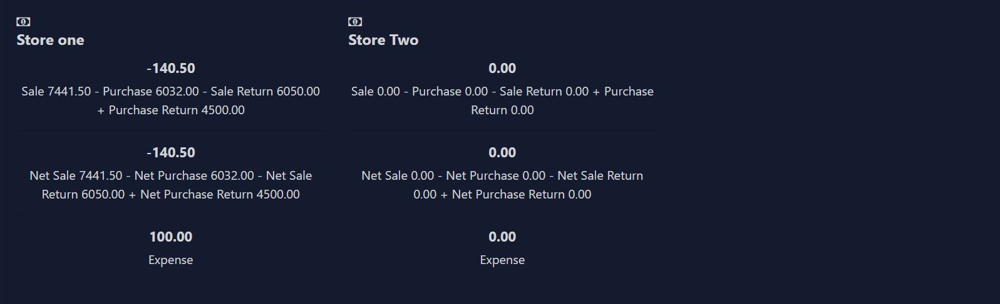 Store one
-140.50
Sale 7441.50 - Purchase 6032.00 - Sale Return 6050.00
+ Purchase Return 4500.00
-140.50
Net Sale 7441.50 - Net Purchase 6032.00 - Net Sale
Return 6050.00 + Net Purchase Return 4500.00
100.00
Expense
Store Two
0.00
Sale 0.00 - Purchase 0.00 - Sale Return 0.00 + Purchase
Return 0.00
0.00
Net Sale 0.00 - Net Purchase 0.00 - Net Sale Return
0.00 + Net Purchase Return 0.00
0.00
Expense